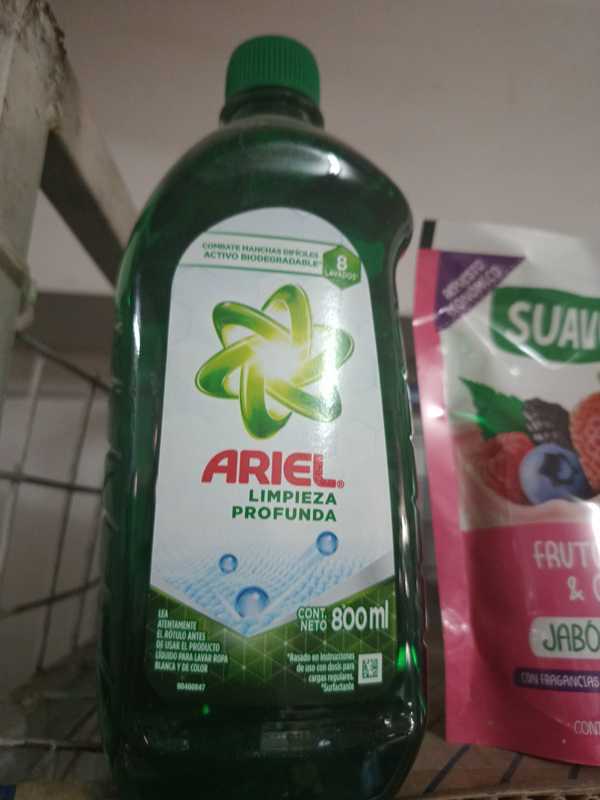 COMBATE MANCHAS DIFÍCILES
ACTIVO BIODEGRADABLE*
8
LAVADOS*
ARIEL
LIMPIEZA
PROFUNDA
LEA
ATENTAMENTE
EL RÓTULO ANTES
DE USAR EL PRODUCTO
LÍQUIDO PARA LAVAR ROPA
BLANCA Y DE COLOR
CONT.
NETO 800ml
*Basado en instrucciones
de uso con dosis para
cargas regulares.
*Surfactante
SUAV
FRUT
&
JABÓ
CON FRAGANCIAS
CONT